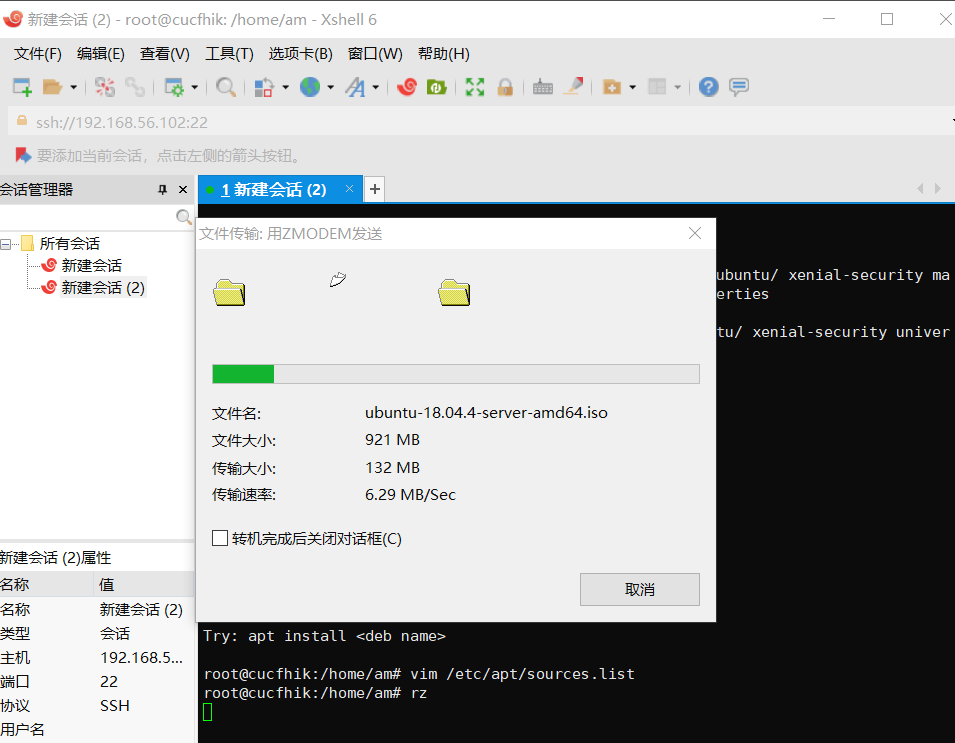 新建会话 (2) - root@cucfhik: /home/am - Xshell 6
文件(F) 编辑(E) 查看(V) 工具(T) 选项卡(B) 窗口(W) 帮助(H)
ssh://192.168.56.102:22
要添加当前会话，点击左侧的箭头按钮。
会话管理器
1 新建会话 (2)
所有会话
新建会话
新建会话 (2)
文件传输: 用ZMODEM发送
ubuntu/ xenial-security ma
erties
tu/ xenial-security univer
文件名: ubuntu-18.04.4-server-amd64.iso
文件大小: 921 MB
传输大小: 132 MB
传输速率: 6.29 MB/Sec
转机完成后关闭对话框(C)
取消
新建会话 (2)属性
名称 值
名称 新建会话 (2)
类型 会话
主机 192.168.5...
端口 22
协议 SSH
用户名
Try: apt install <deb name>
root@cucfhik:/home/am# vim /etc/apt/sources.list
root@cucfhik:/home/am# rz